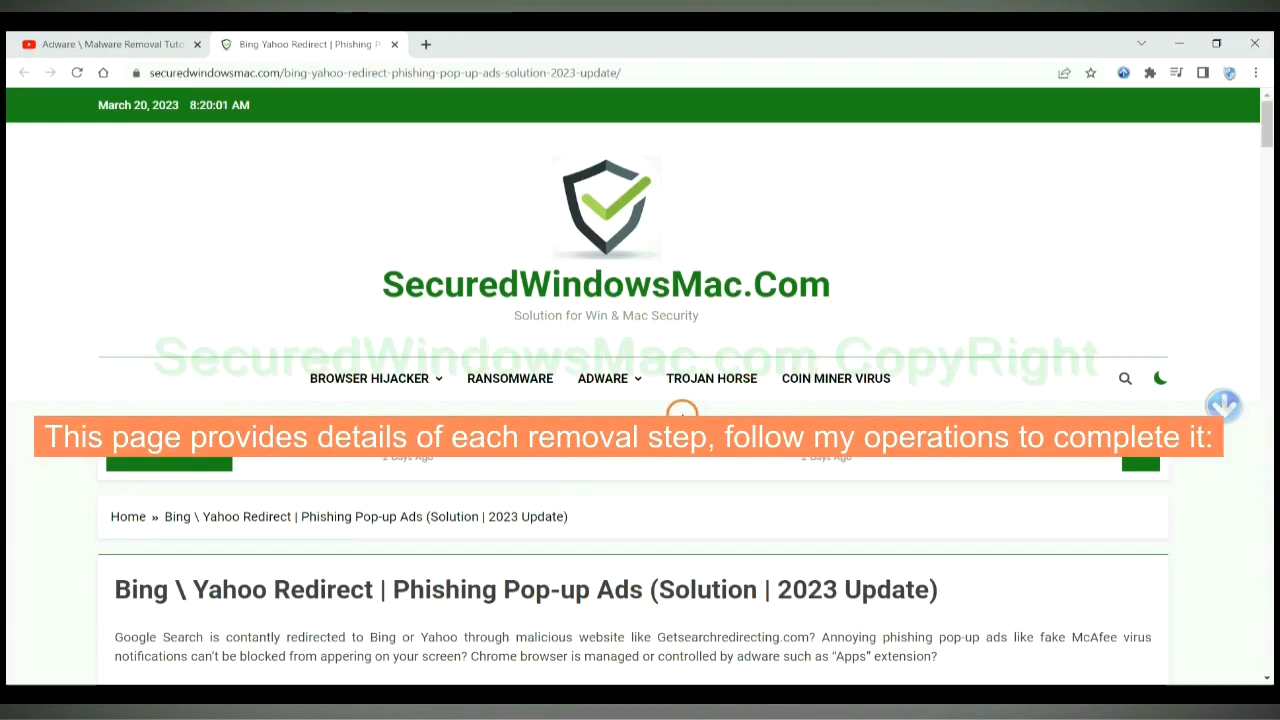 Adware \ Malware Removal Tuto
Bing Yahoo Redirect | Phishing P
securedwindowsmac.com/bing-yahoo-redirect-phishing-pop-up-ads-solution-2023-update/
March 20, 2023 8:20:01 AM
SecuredWindowsMac.Com
Solution for Win & Mac Security
SecuredWindowsMac.com CopyRight
BROWSER HIJACKER RANSOMWARE ADWARE TROJAN HORSE COIN MINER VIRUS
This page provides details of each removal step, follow my operations to complete it:
2 Days Ago 2 Days Ago
Home » Bing \ Yahoo Redirect | Phishing Pop-up Ads (Solution | 2023 Update)
Bing \ Yahoo Redirect | Phishing Pop-up Ads (Solution | 2023 Update)
Google Search is contantly redirected to Bing or Yahoo through malicious website like Getsearchredirecting.com? Annoying phishing pop-up ads like fake McAfee virus
notifications can't be blocked from appering on your screen? Chrome browser is managed or controlled by adware such as “Apps” extension?